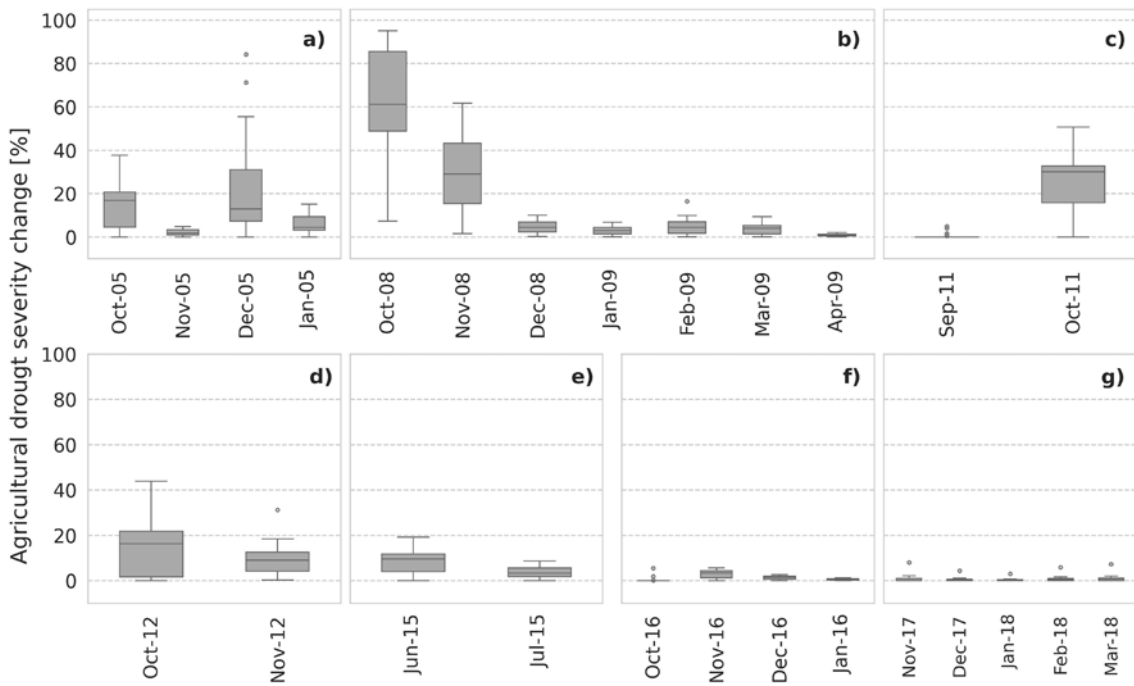 Agricultural drougt severity change [%]
100
80
60
40
20
0
a)
b)
c)
Oct-05
Nov-05
Dec-05
Jan-05
Oct-08
Nov-08
Dec-08
Jan-09
Feb-09
Mar-09
Apr-09
Sep-11
Oct-11
100
80
60
40
20
0
d)
e)
f)
g)
Oct-12
Nov-12
Jun-15
Jul-15
Oct-16
Nov-16
Dec-16
Jan-16
Nov-17
Dec-17
Jan-18
Feb-18
Mar-18